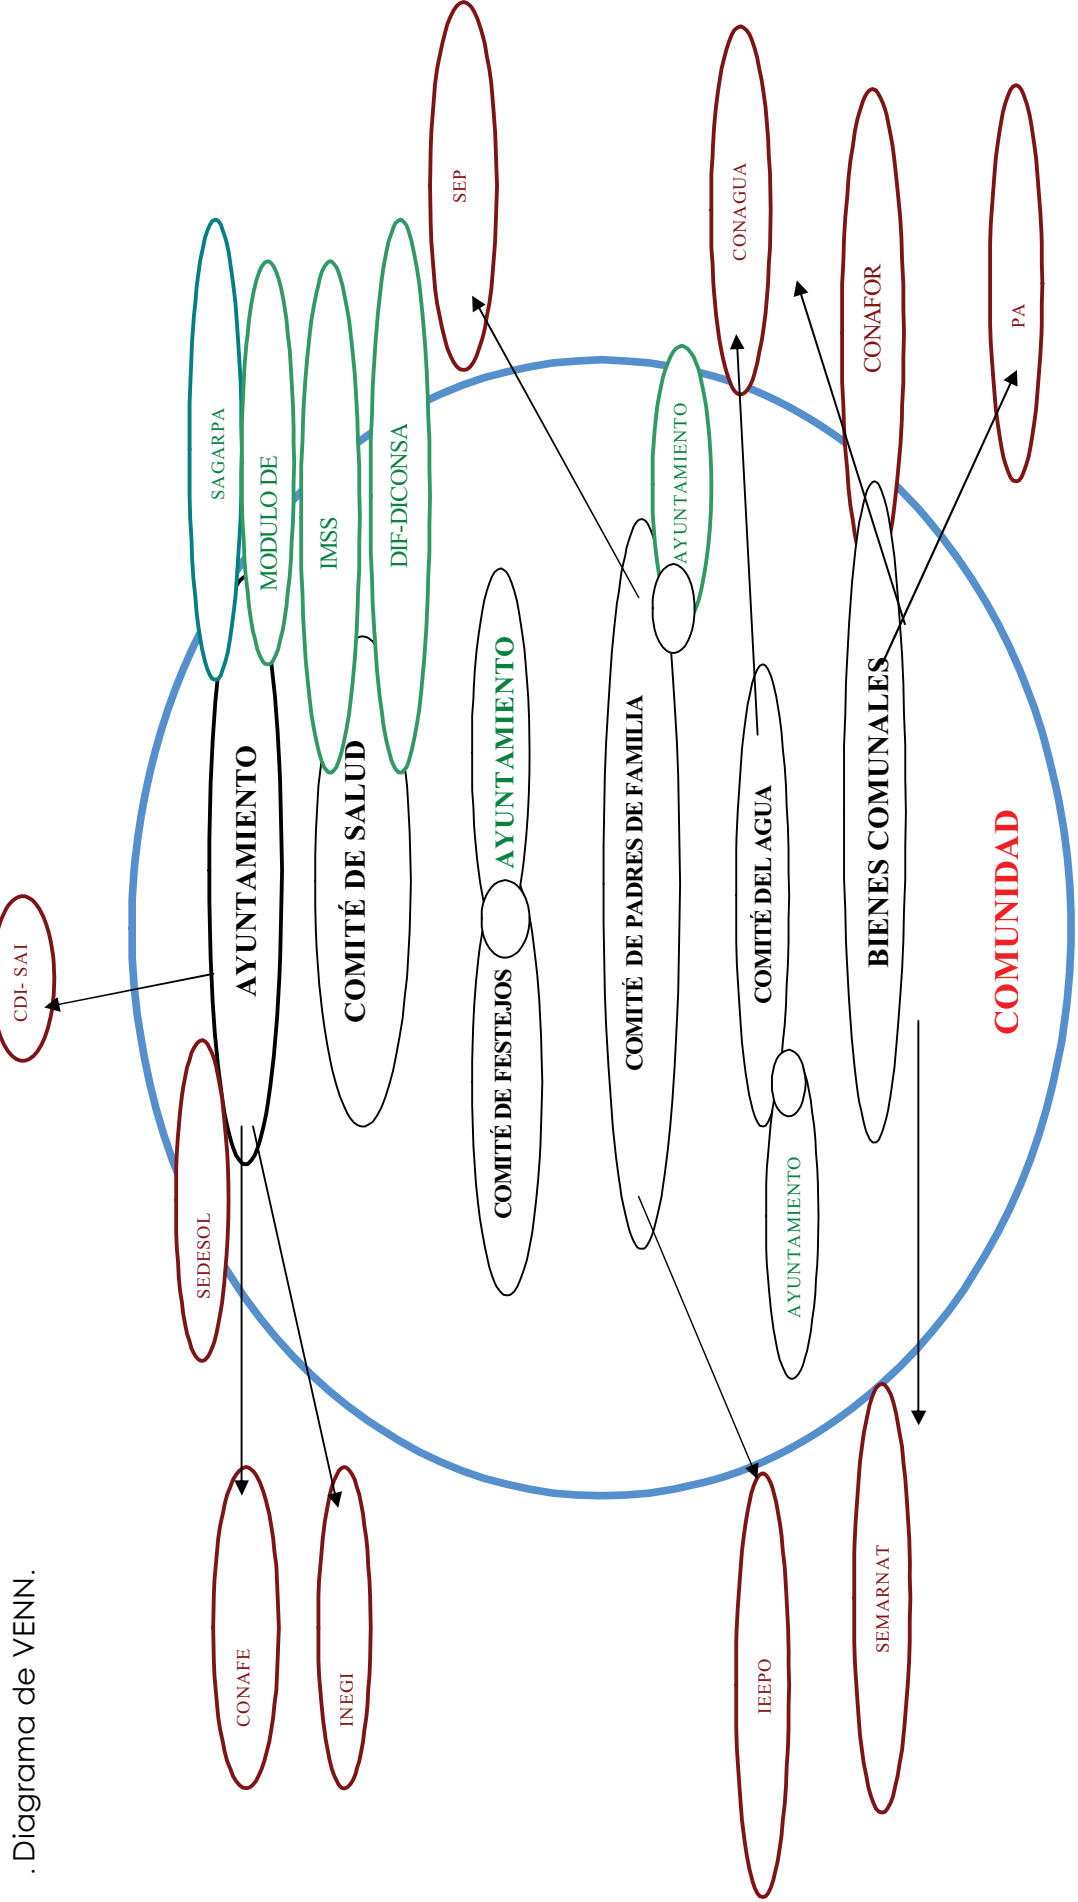 . Diagrama de VENN.
CDI- SAI
SEDESOL
SAGARPA
CONAFE
AYUNTAMIENTO
MODULO DE
INEGI
COMITÉ DE SALUD
IMSS
DIF-DICONSA
SEP
COMITÉ DE FESTEJOS
AYUNTAMIENTO
COMITÉ DE PADRES DE FAMILIA
AYUNTAMIENTO
CONAGUA
IEEPO
COMITÉ DEL AGUA
AYUNTAMIENTO
SEMARNAT
BIENES COMUNALES
CONAFOR
COMUNIDAD
PA